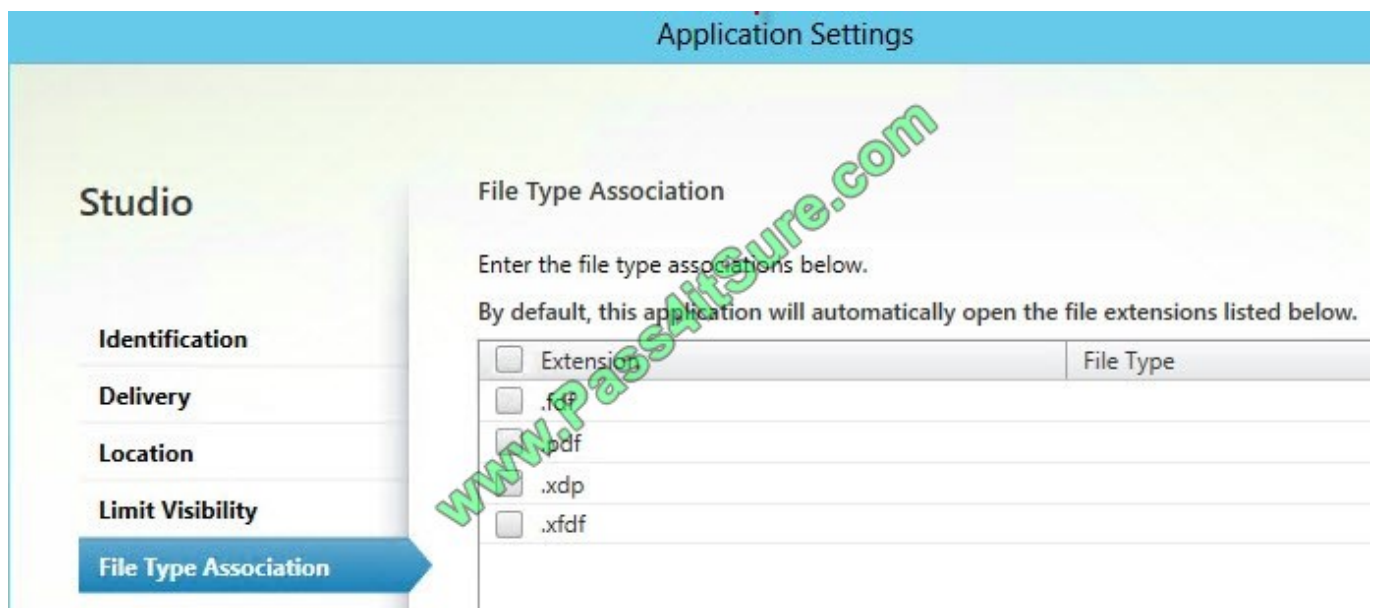 Application Settings
Studio
File Type Association
Enter the file type associations below.
By default, this application will automatically open the file extensions listed below.
Identification
Delivery
Location
Limit Visibility
File Type Association
Extension File Type
.fdf
.pdf
.xdp
.xfdf
www.Pass4itSure.com